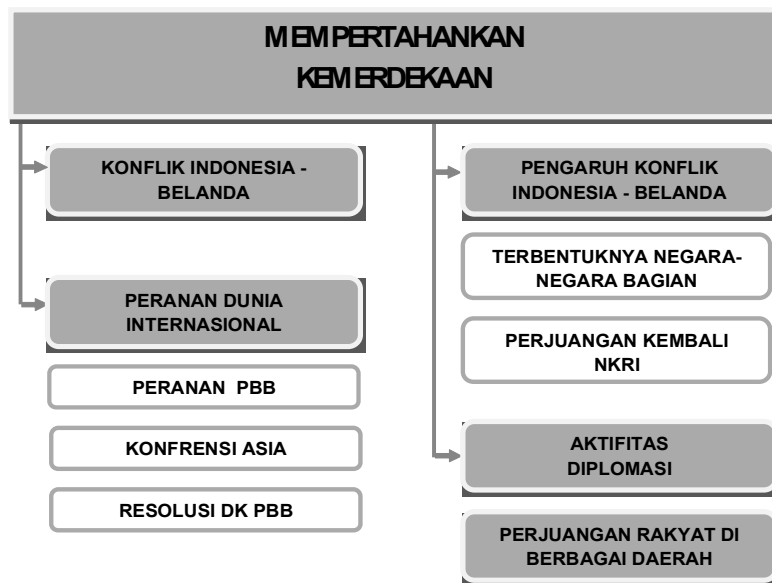 MEMPERTAHANKAN
KEMERDEKAAN
KONFLIK INDONESIA -
BELANDA
PERANAN DUNIA
INTERNASIONAL
PERANAN PBB
KONFRENSI ASIA
RESOLUSI DK PBB
PENGARUH KONFLIK
INDONESIA - BELANDA
TERBENTUKNYA NEGARA-
NEGARA BAGIAN
PERJUANGAN KEMBALI
NKRI
AKTIFITAS
DIPLOMASI
PERJUANGAN RAKYAT DI
BERBAGAI DAERAH